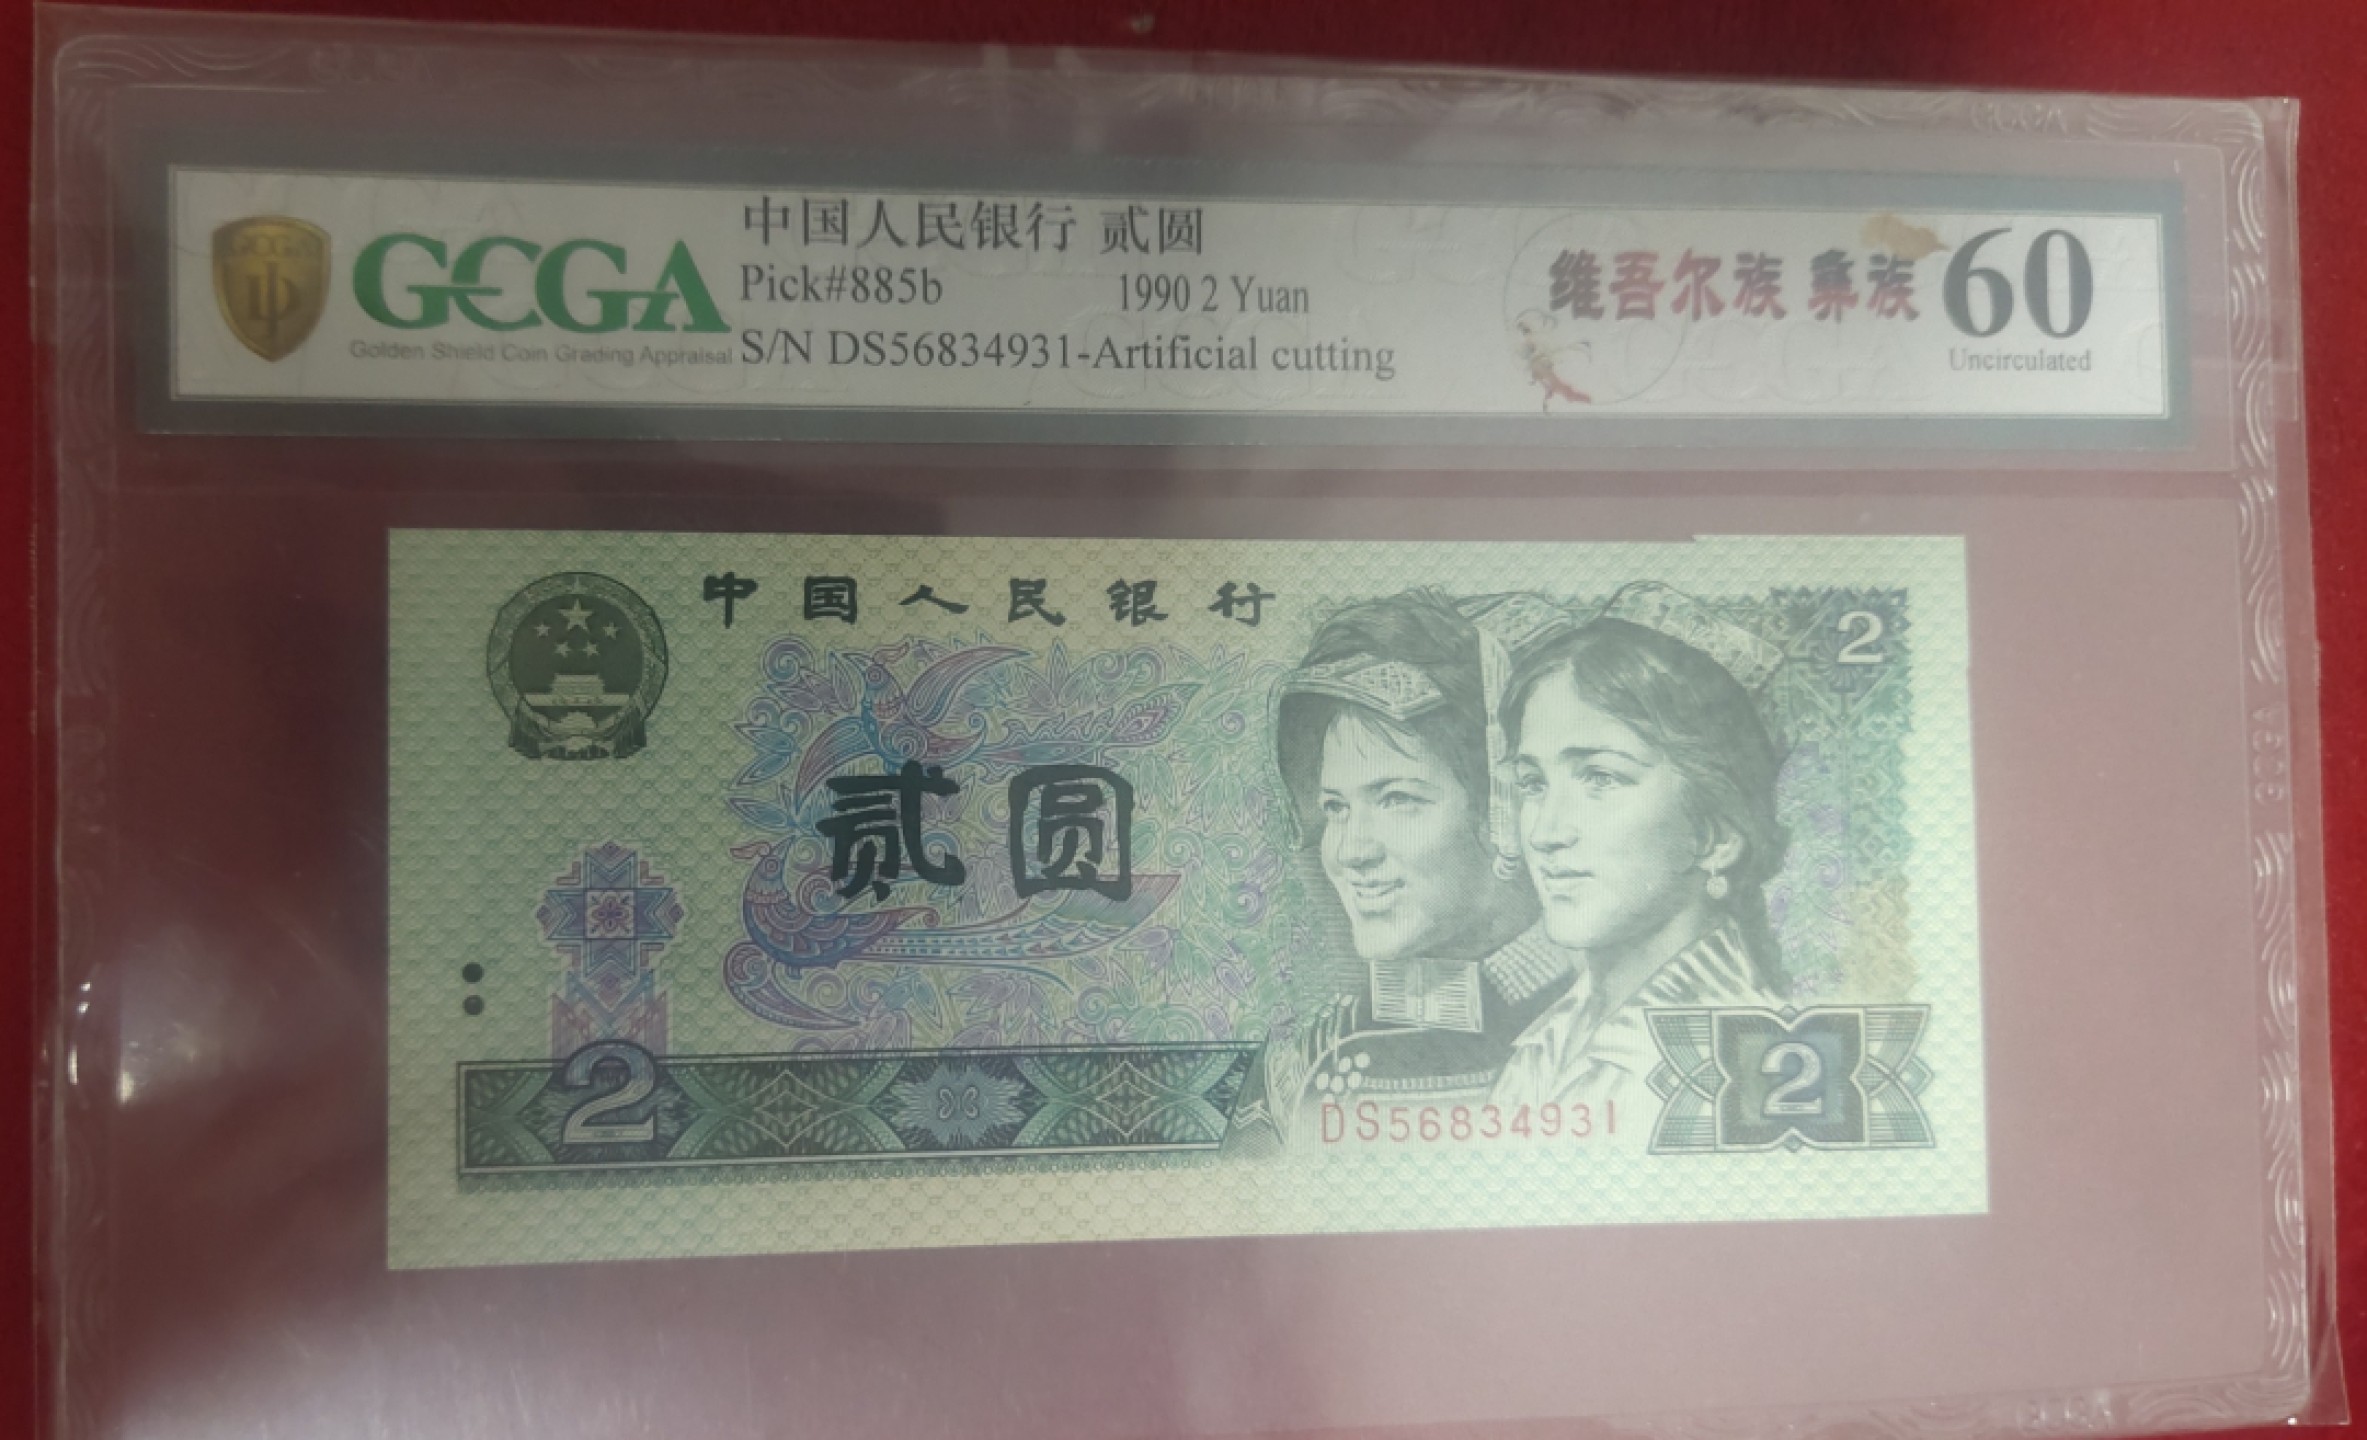 中国人民银行 贰圆
GCGA
Pick#885b 1990 2 Yuan
维吾尔族 彝族 60
Golden Shield Coin Grading Appraisal
S/N DS56834931-Artificial cutting
Uncirculated
中国人民银行
2
贰圆
2
DS56834931
2